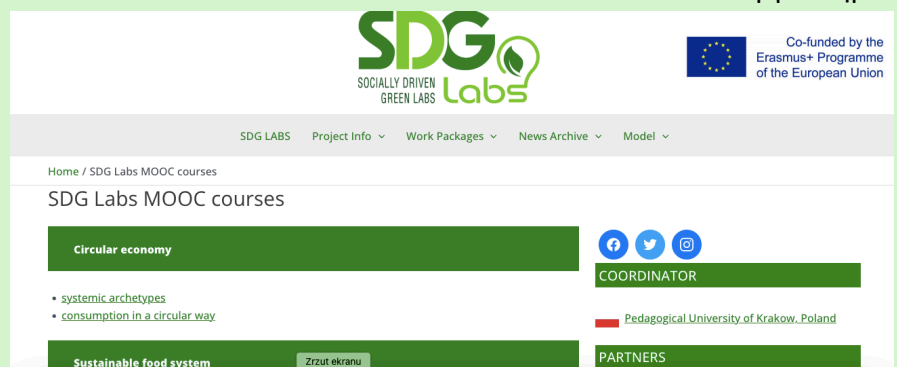 SDG
SOCIALLY DRIVEN
GREEN LABS
Labs
Co-funded by the
Erasmus+ Programme
of the European Union
SDG LABS Project Info Work Packages News Archive Model
Home / SDG Labs MOOC courses
SDG Labs MOOC courses
Circular economy
systemic archetypes
consumption in a circular way
Sustainable food system
Zrzut ekranu
COORDINATOR
Pedagogical University of Krakow, Poland
PARTNERS